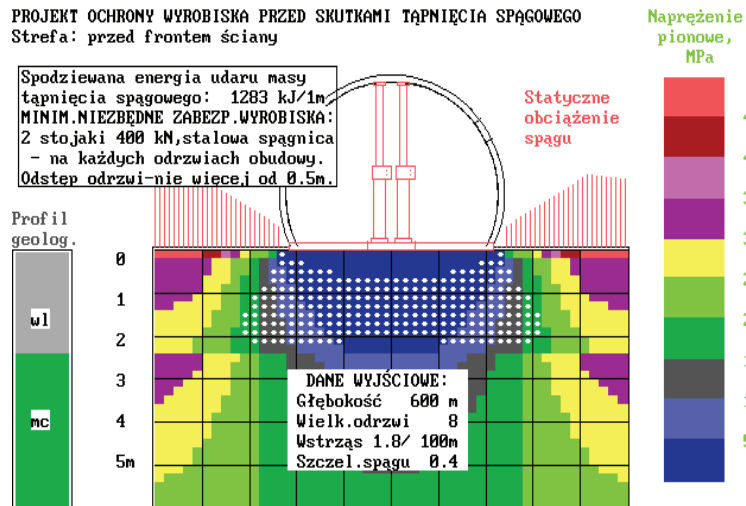 PROJEKT OCHRONY WYROBISKA PRZED SKUTKAMI TĄPNIĘCIA SPĄGOWEGO
Strefa: przed frontem ściany
Naprężenie
pionowe,
MPa
Spodziewana energia udaru masy
tąpnięcia spągowego: 1283 kJ/1m
MINIM.NIEZBĘDNE ZABEZP.WYROBISKA:
2 stojaki 400 kN,stalowa spągnica
- na każdych odrzwiach obudowy.
Odstęp odrzwi-nie więcej od 0.5m.
Statyczne
obciążenie
spągu
Profil
geolog.
0
1
wl
2
3
mc
4
5m
DANE WYJŚCIOWE:
Głębokość 600 m
Wielk.odrzwi 8
Wstrząs 1.8/ 100m
Szczel.spągu 0.4